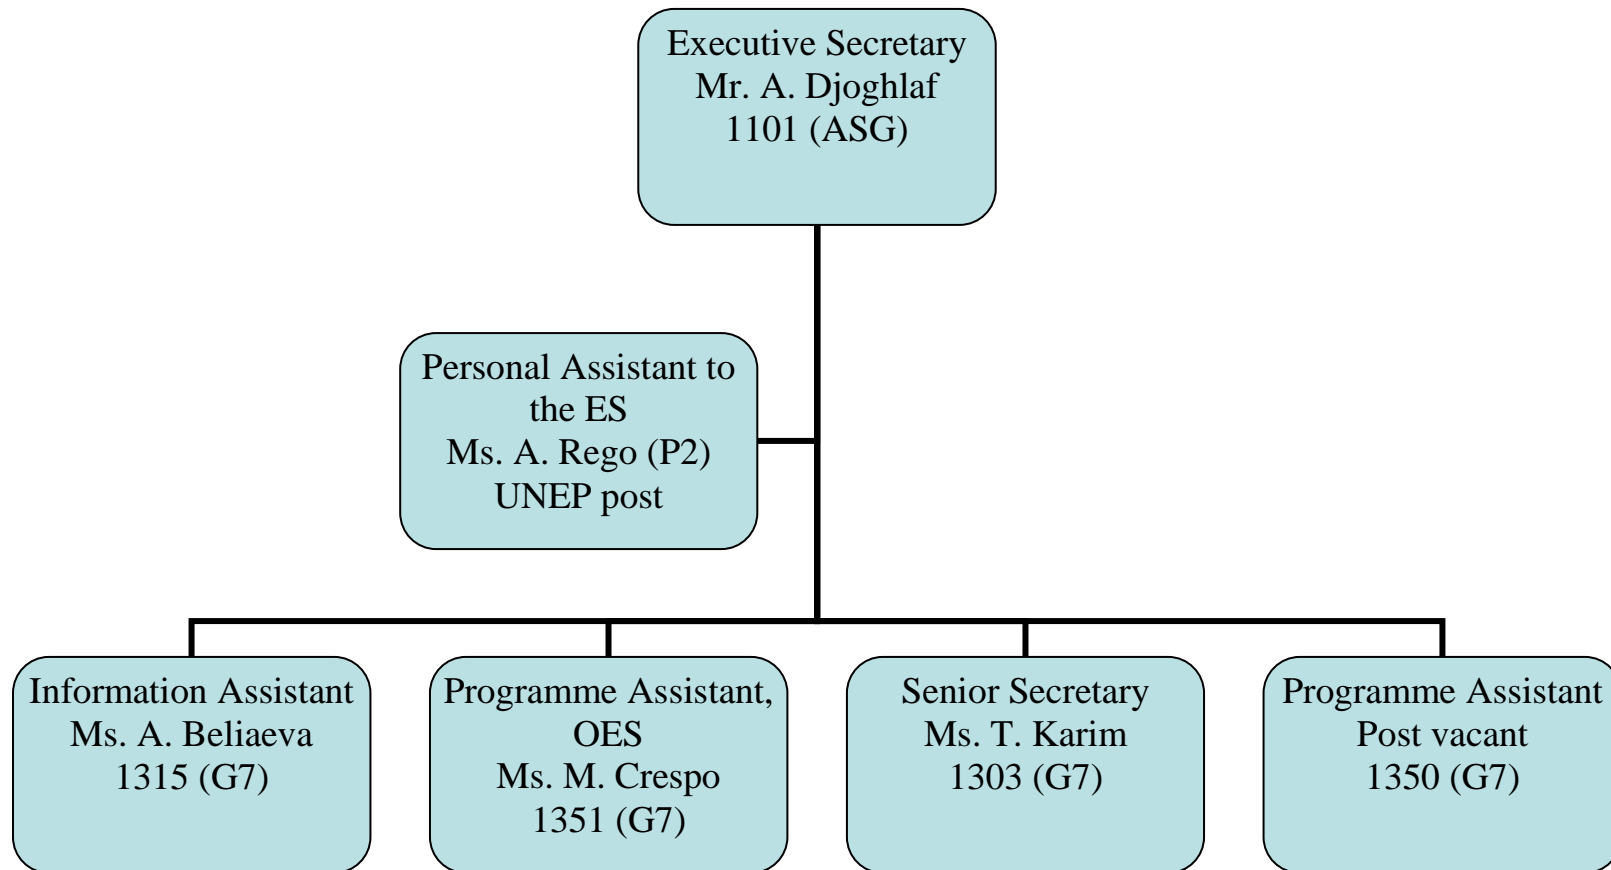 Executive Secretary
Mr. A. Djoghlaf
1101 (ASG)
Personal Assistant to
the ES
Ms. A. Rego (P2)
UNEP post
Information Assistant
Ms. A. Beliaeva
1315 (G7)
Programme Assistant,
OES
Ms. M. Crespo
1351 (G7)
Senior Secretary
Ms. T. Karim
1303 (G7)
Programme Assistant
Post vacant
1350 (G7)